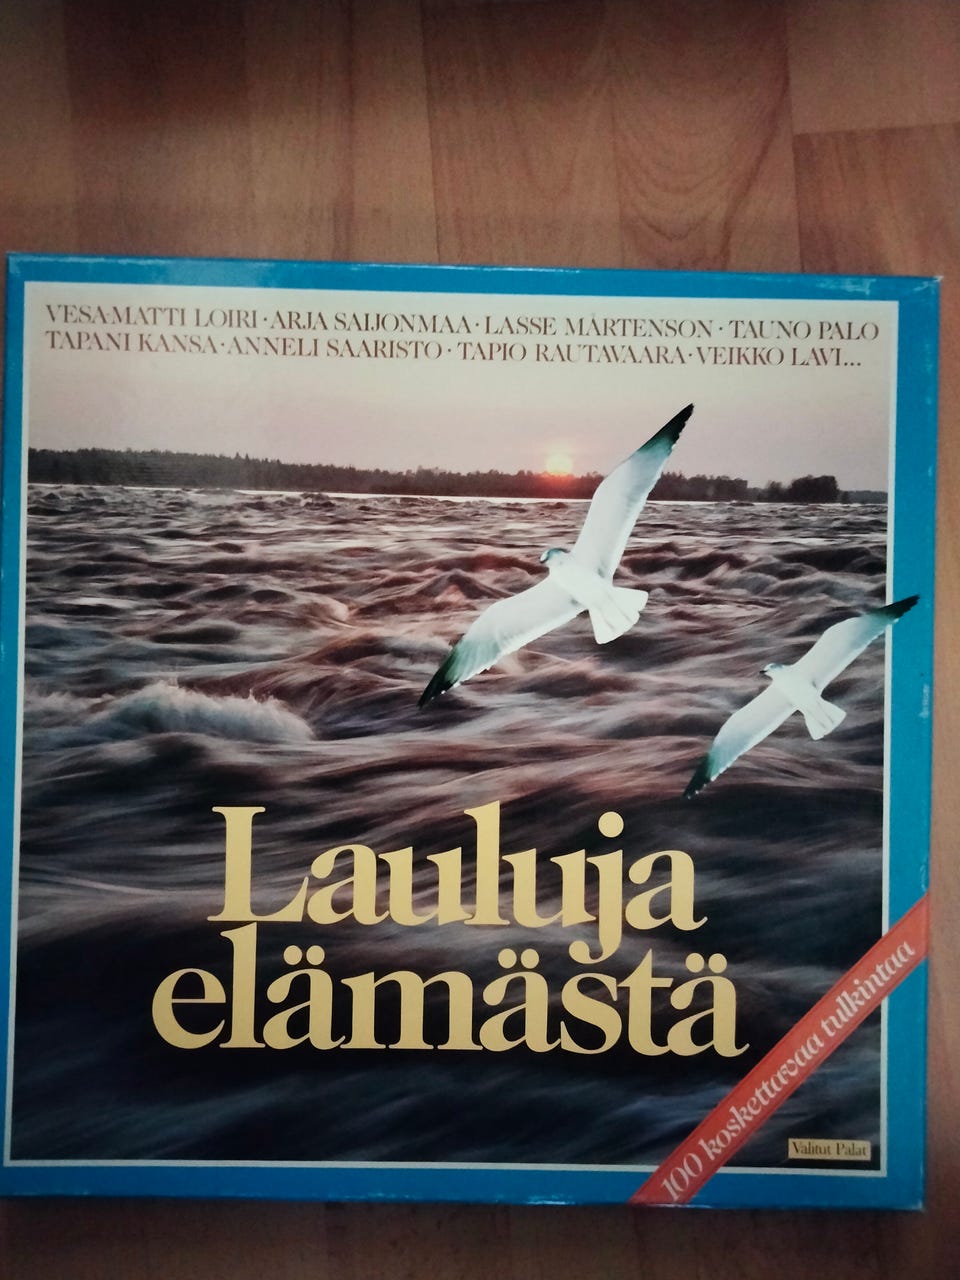 VESA-MATTI LOIRI · ARJA SAIJONMAA · LASSE MÅRTENSON · TAUNO PALO
TAPANI KANSA · ANNELI SAARISTO · TAPIO RAUTAVAARA · VEIKKO LAVI...
Lauluja
elämästä
100 koskettavaa tulkintaa
Valitut Palat